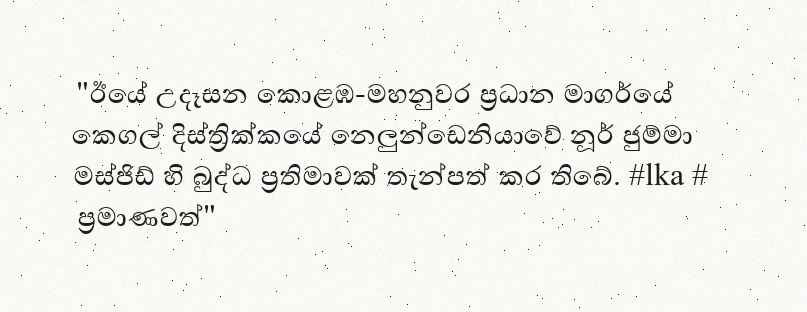 "ඊයේ උදෑසන කොළඹ-මහනුවර ප්‍රධාන මාගර්යේ
කෙගල් දිස්ත්‍රික්කයේ නෙලුන්ඩෙනියාවේ නූර් ජුම්මා
මස්ජිඩ් හි බුද්ධ ප්‍රතිමාවක් තැන්පත් කර තිබේ. #lka #
ප්‍රමාණවත්"